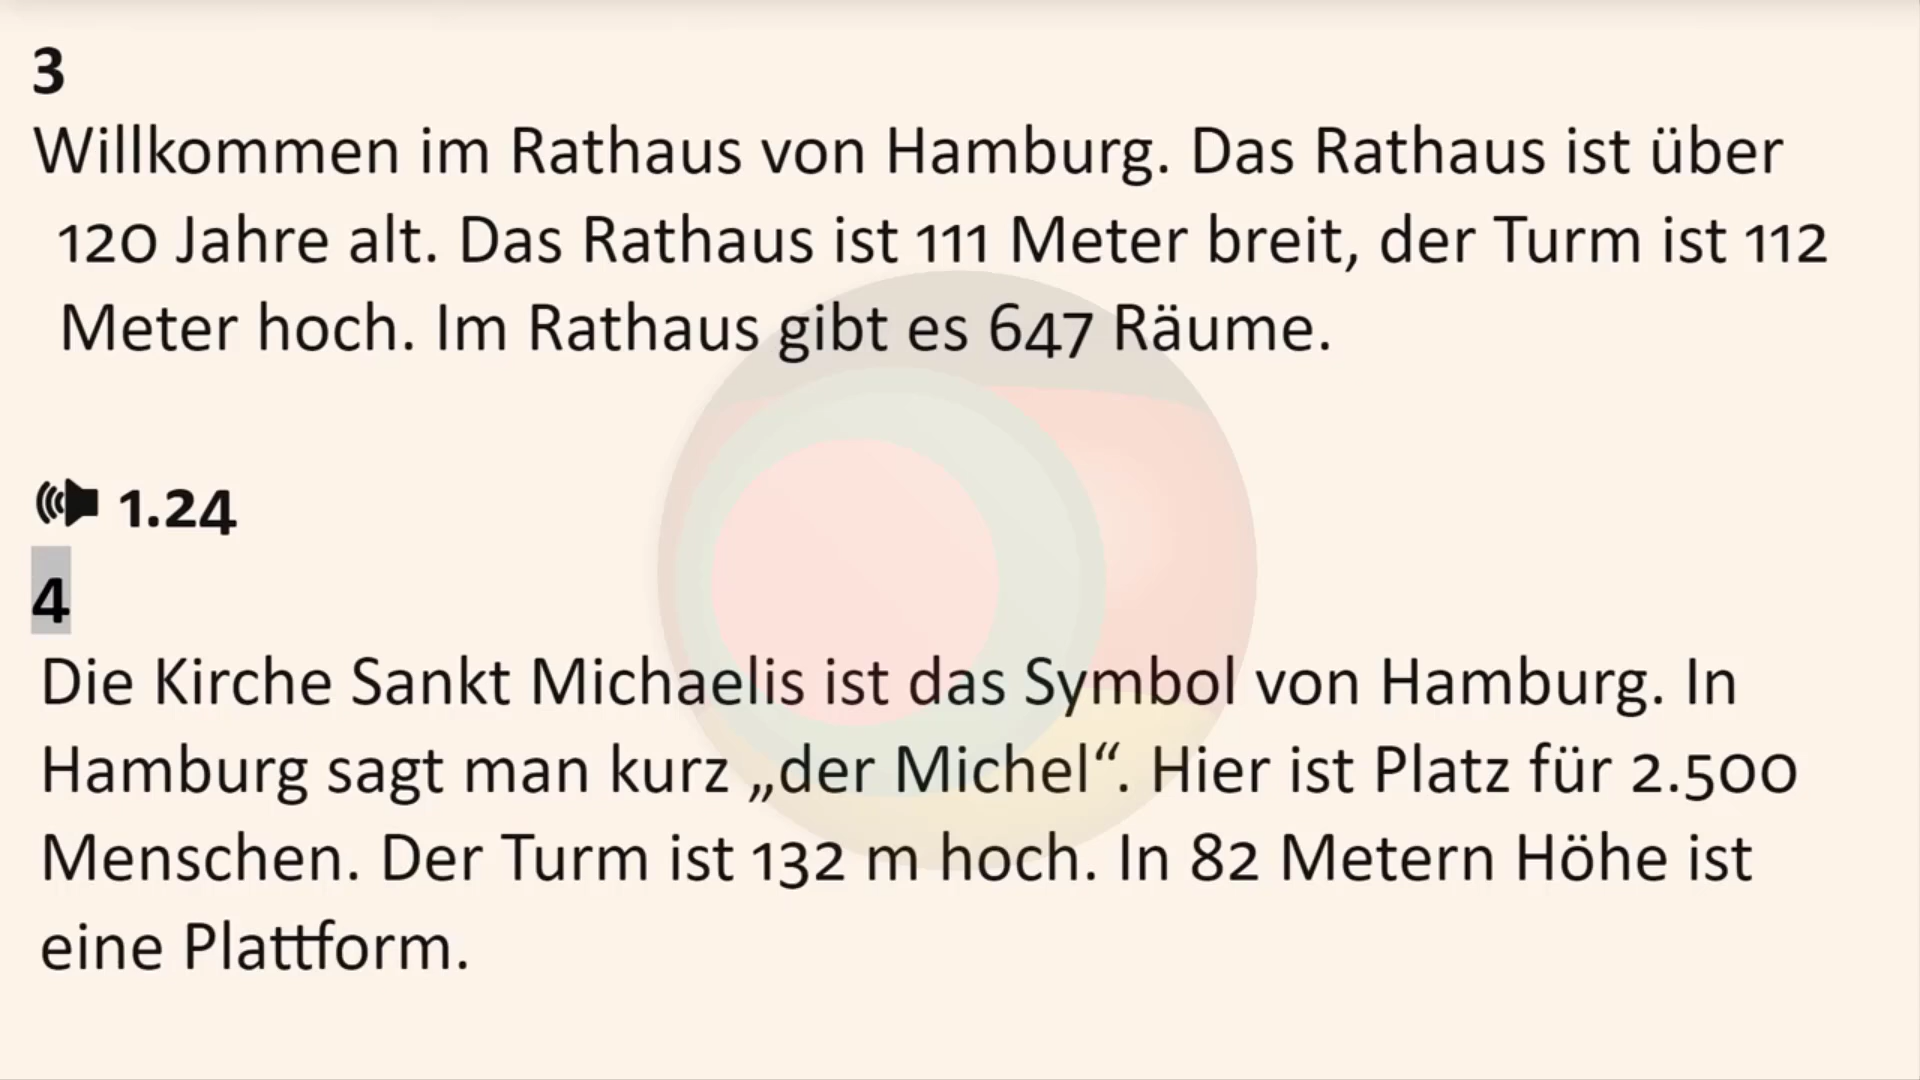 3
Willkommen im Rathaus von Hamburg. Das Rathaus ist über
120 Jahre alt. Das Rathaus ist 111 Meter breit, der Turm ist 112
Meter hoch. Im Rathaus gibt es 647 Räume.
1.24
4
Die Kirche Sankt Michaelis ist das Symbol von Hamburg. In
Hamburg sagt man kurz „der Michel“. Hier ist Platz für 2.500
Menschen. Der Turm ist 132 m hoch. In 82 Metern Höhe ist
eine Plattform.